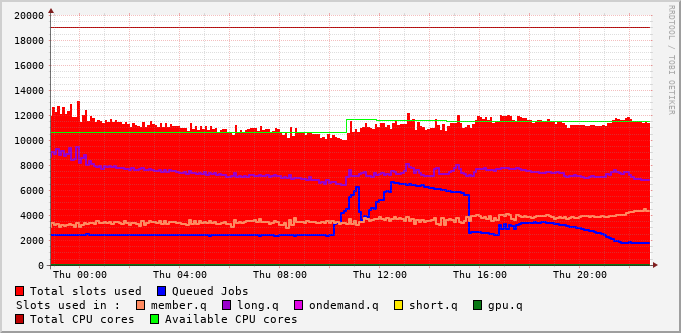 20000
18000
16000
14000
12000
10000
8000
6000
4000
2000
0
Thu 00:00 Thu 04:00 Thu 08:00 Thu 12:00 Thu 16:00 Thu 20:00
RRDTOOL / TOBI OETIKER
Total slots used Queued Jobs
Slots used in : member.q long.q ondemand.q short.q gpu.q
Total CPU cores Available CPU cores